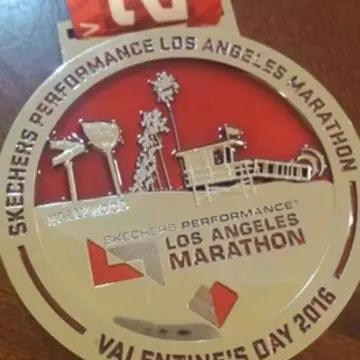 SKECHERS PERFORMANCE LOS ANGELES MARATHON
HOLLYWOOD
SKECHERS PERFORMANCE
LOS ANGELES
MARATHON
VALENTINE'S DAY 2016